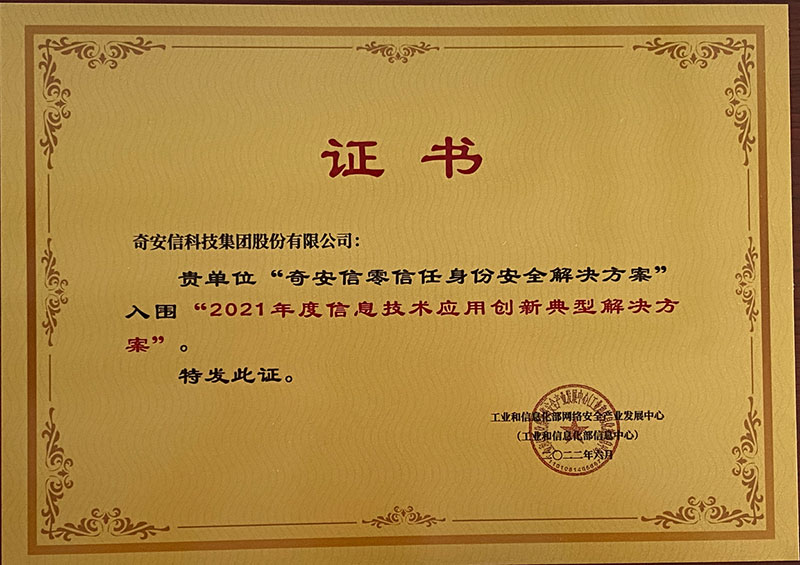 证书
奇安信科技集团股份有限公司：
贵单位“奇安信零信任身份安全解决方案”
入围“2021年度信息技术应用创新典型解决方
案”。
特发此证。
工业和信息化部网络安全产业发展中心
（工业和信息化部信息中心）
二〇二二年六月